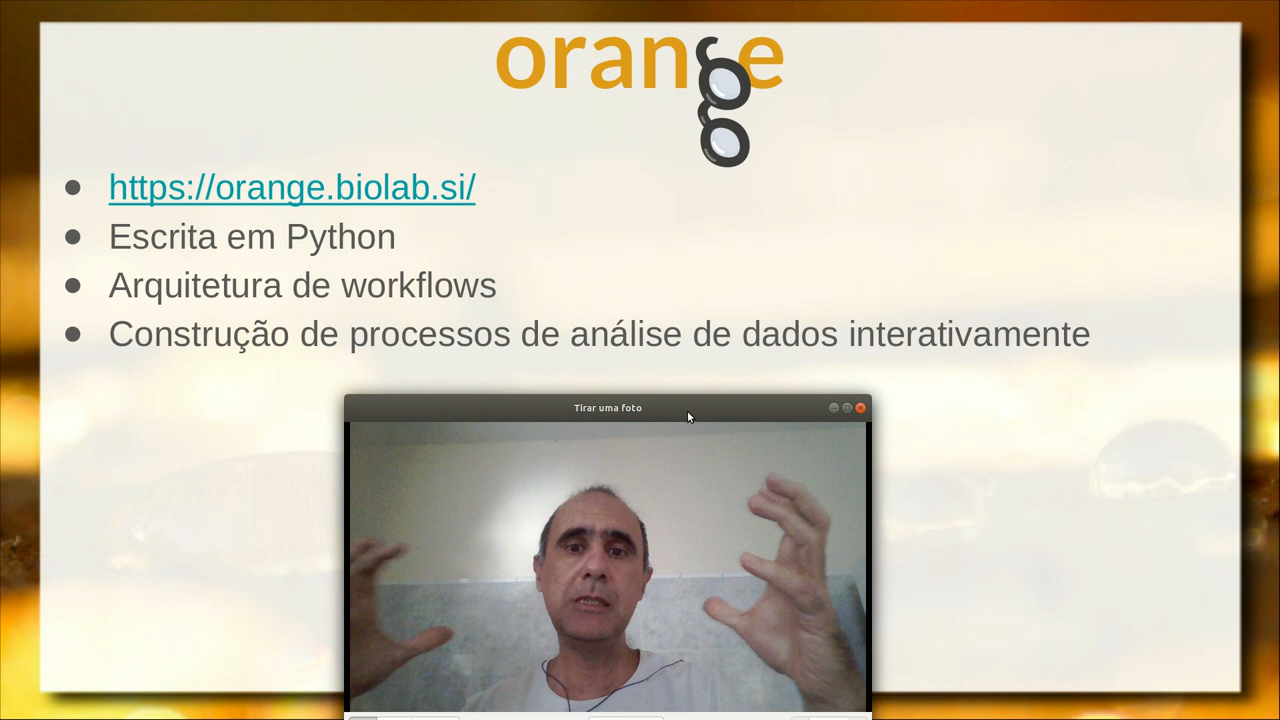 orange
https://orange.biolab.si/
Escrita em Python
Arquitetura de workflows
Construção de processos de análise de dados interativamente
Tirar uma foto